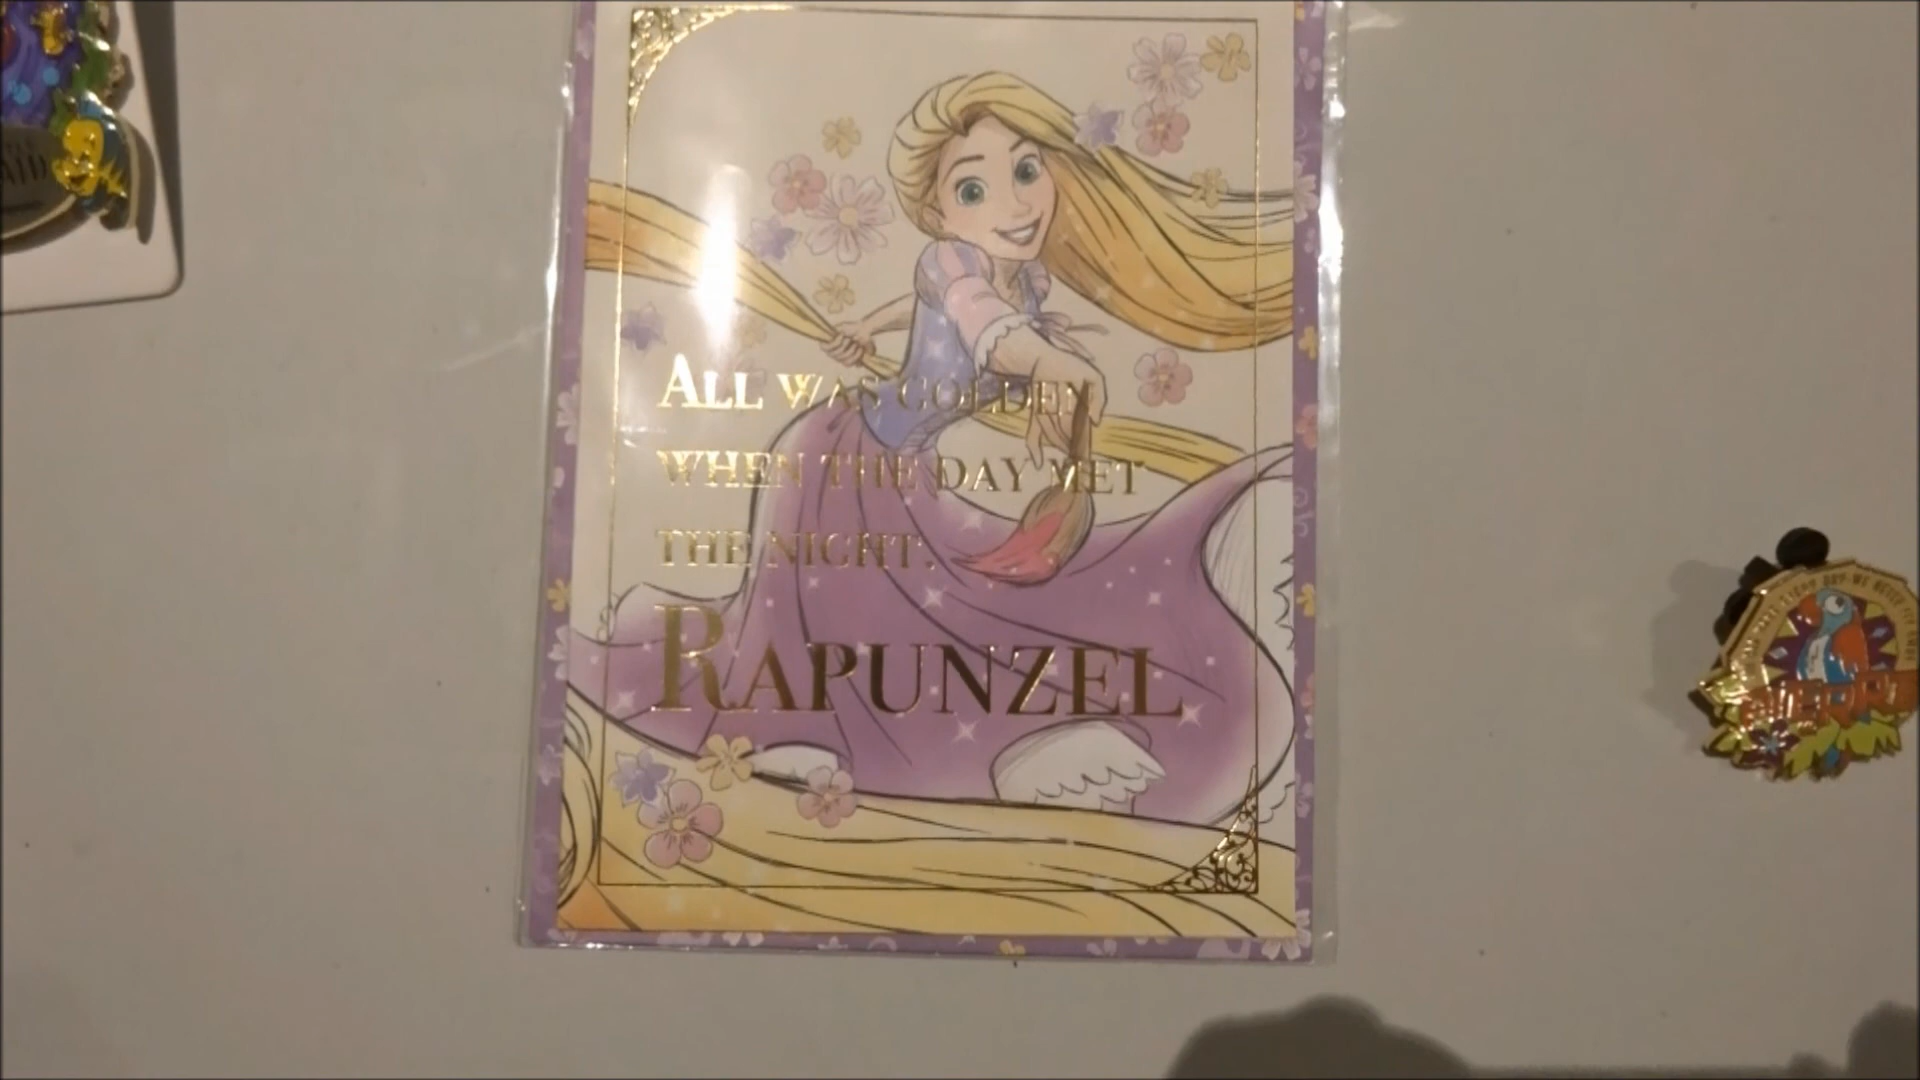 ALL WAS GOLDEN
WHEN THE DAY MET
THE NIGHT.
RAPUNZEL